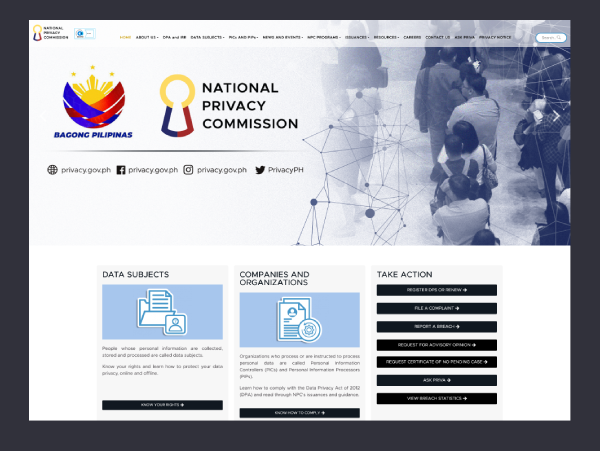 NATIONAL
PRIVACY
COMMISSION
HOME ABOUT US DPA and IRR DATA SUBJECTS PICs AND PIPs NEWS AND EVENTS NPC PROGRAMS ISSUANCES RESOURCES CAREERS CONTACT US ASK PRIVA PRIVACY NOTICE
Search
NATIONAL
PRIVACY
COMMISSION
BAGONG PILIPINAS
privacy.gov.ph privacy.gov.ph privacy.gov.ph PrivacyPH
DATA SUBJECTS
People whose personal information are collected, stored and processed are called data subjects.
Know your rights and learn how to protect your data privacy, online and offline.
KNOW YOUR RIGHTS →
COMPANIES AND
ORGANIZATIONS
Organizations who process or are instructed to process
personal data are called Personal Information
Controllers (PICs) and Personal Information Processors
(PIPs).
Learn how to comply with the Data Privacy Act of 2012
(DPA) and read through NPC's issuances and guidance.
KNOW HOW TO COMPLY →
TAKE ACTION
REGISTER DPS OR RENEW →
FILE A COMPLAINT →
REPORT A BREACH →
REQUEST FOR ADVISORY OPINION →
REQUEST CERTIFICATE OF NO PENDING CASE →
ASK PRIVA →
VIEW BREACH STATISTICS →